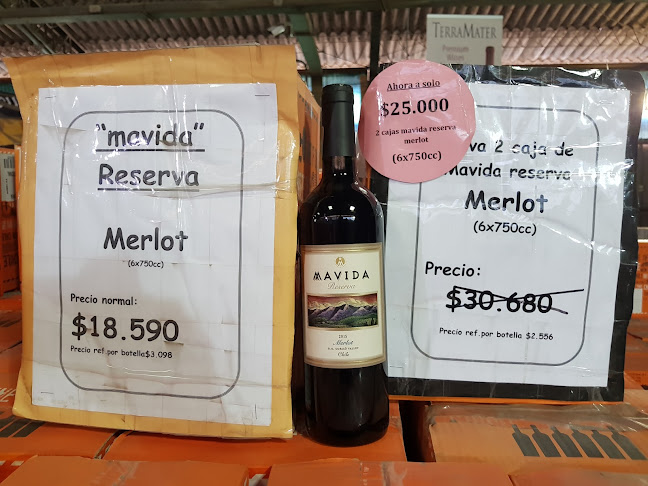 TERRAMATER
Premium
"mavida"
Reserva
Merlot
(6x750cc)
Precio normal:
$18.590
Precio ref.por botella$3.098
MAVIDA
Reserva
Merlot
Chile
Ahora a solo
$25.000
2 cajas mavida reserva
merlot
(6x750cc)
va 2 caja de
Mavida reserva
Merlot
(6x750cc)
Precio:
$30.680
Precio ref.por botella $2.556